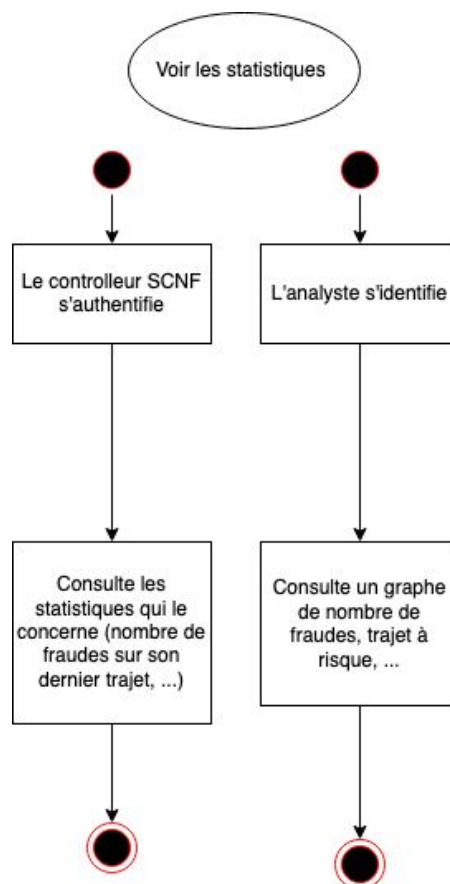 Voir les statistiques
Le controlleur SCNF
s'authentifie
L'analyste s'identifie
Consulte les
statistiques qui le
concerne (nombre de
fraudes sur son
dernier trajet, ...)
Consulte un graphe
de nombre de
fraudes, trajet à
risque, ...